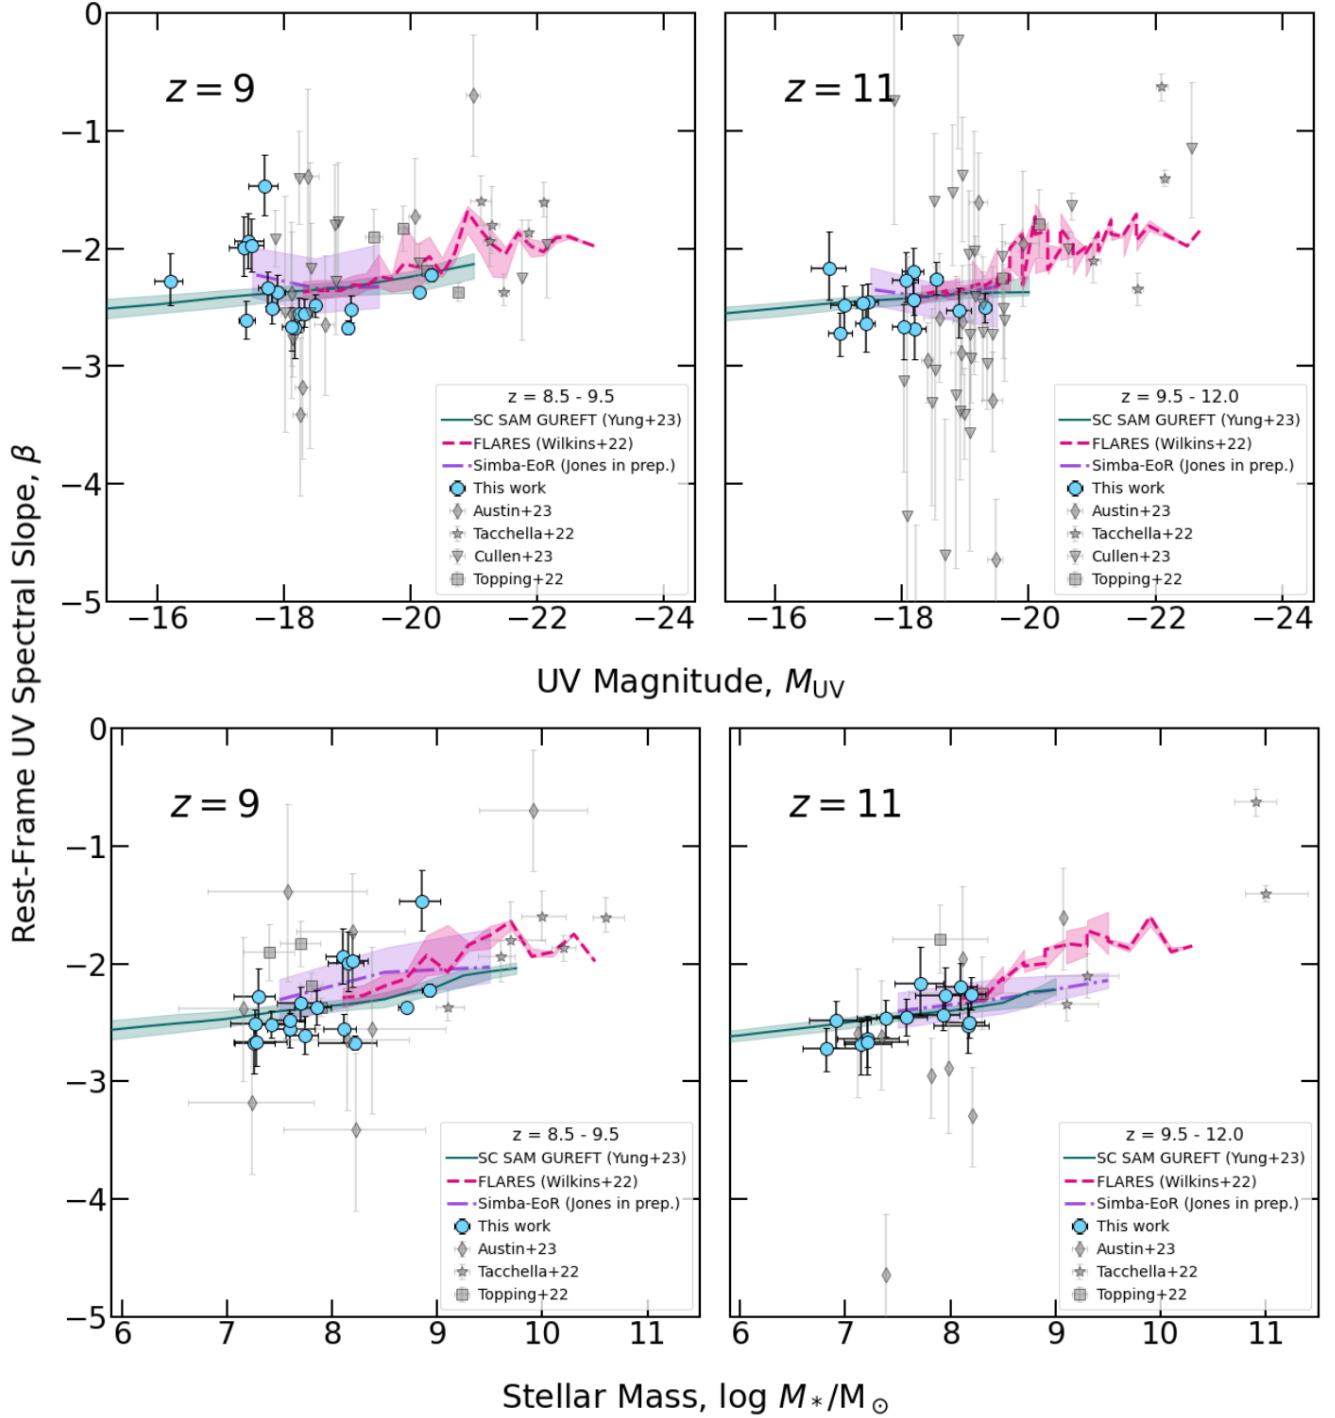 Rest-Frame UV Spectral Slope, β
0
−1
−2
−3
−4
−5
z = 9
z = 8.5 - 9.5
SC SAM GUREFT (Yung+23)
FLARES (Wilkins+22)
Simba-EoR (Jones in prep.)
This work
Austin+23
Tacchella+22
Cullen+23
Topping+22
−16
−18
−20
−22
−24
z = 11
z = 9.5 - 12.0
SC SAM GUREFT (Yung+23)
FLARES (Wilkins+22)
Simba-EoR (Jones in prep.)
This work
Austin+23
Tacchella+22
Cullen+23
Topping+22
−16
−18
−20
−22
−24
UV Magnitude, M_UV
0
−1
−2
−3
−4
−5
z = 9
z = 8.5 - 9.5
SC SAM GUREFT (Yung+23)
FLARES (Wilkins+22)
Simba-EoR (Jones in prep.)
This work
Austin+23
Tacchella+22
Topping+22
6
7
8
9
10
11
z = 11
z = 9.5 - 12.0
SC SAM GUREFT (Yung+23)
FLARES (Wilkins+22)
Simba-EoR (Jones in prep.)
This work
Austin+23
Tacchella+22
Topping+22
6
7
8
9
10
11
Stellar Mass, log M∗/M⊙